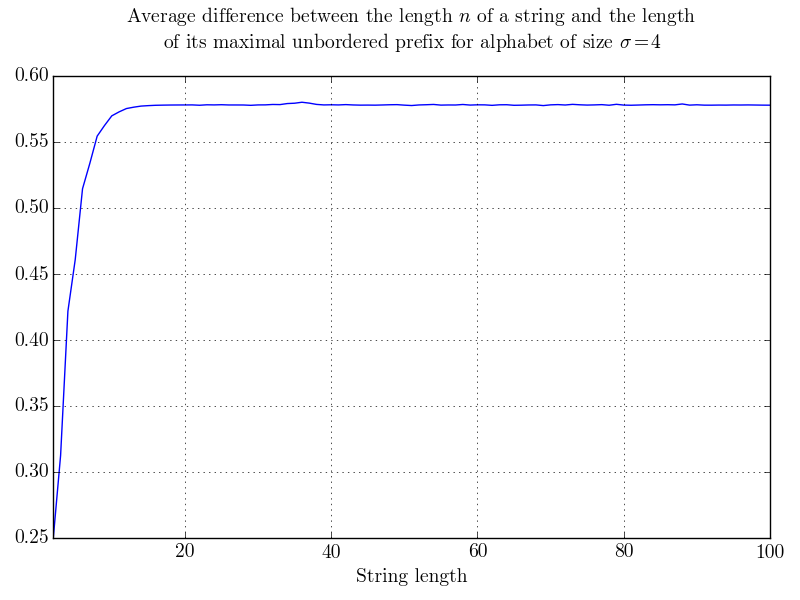 Average difference between the length n of a string and the length
of its maximal unbordered prefix for alphabet of size σ=4
0.60
0.55
0.50
0.45
0.40
0.35
0.30
0.25
20 40 60 80 100
String length